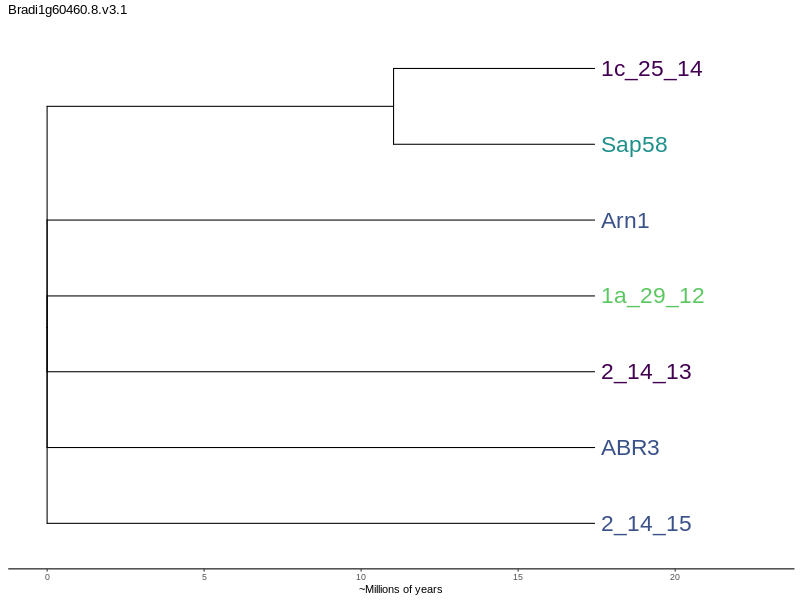 Bradi1g60460.8.v3.1
1c_25_14
Sap58
Arn1
1a_29_12
2_14_13
ABR3
2_14_15
0 5 10 15 20
~Millions of years